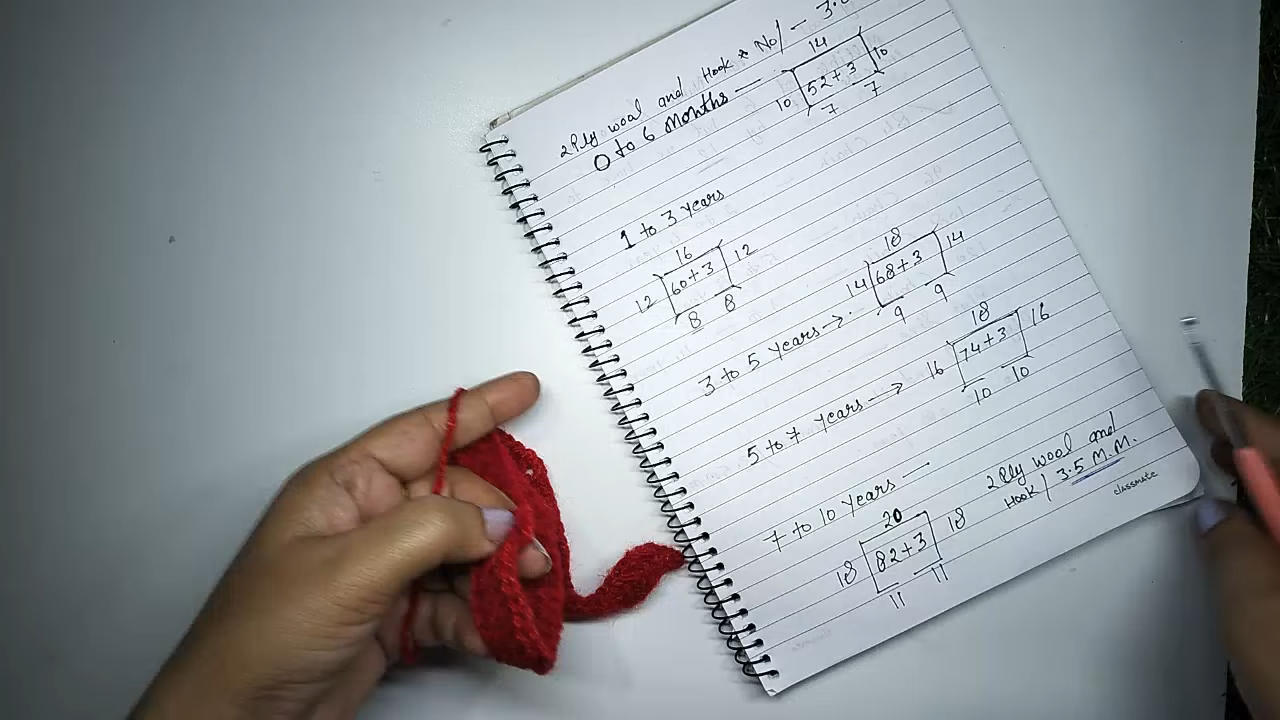 2 Ply wool and Hook No/- 3.
0 to 6 Months —
14
10 52+3 10
7 7
1 to 3 Years
16
12 60+3 12
8 8
3 to 5 Years →
18
14 68+3 14
9 9
5 to 7 Years →
18
16 74+3 16
10 10
7 to 10 Years —
20
18 82+3 18
11 11
2 Ply wool and
Hook/ 3.5 M.M.
classmate